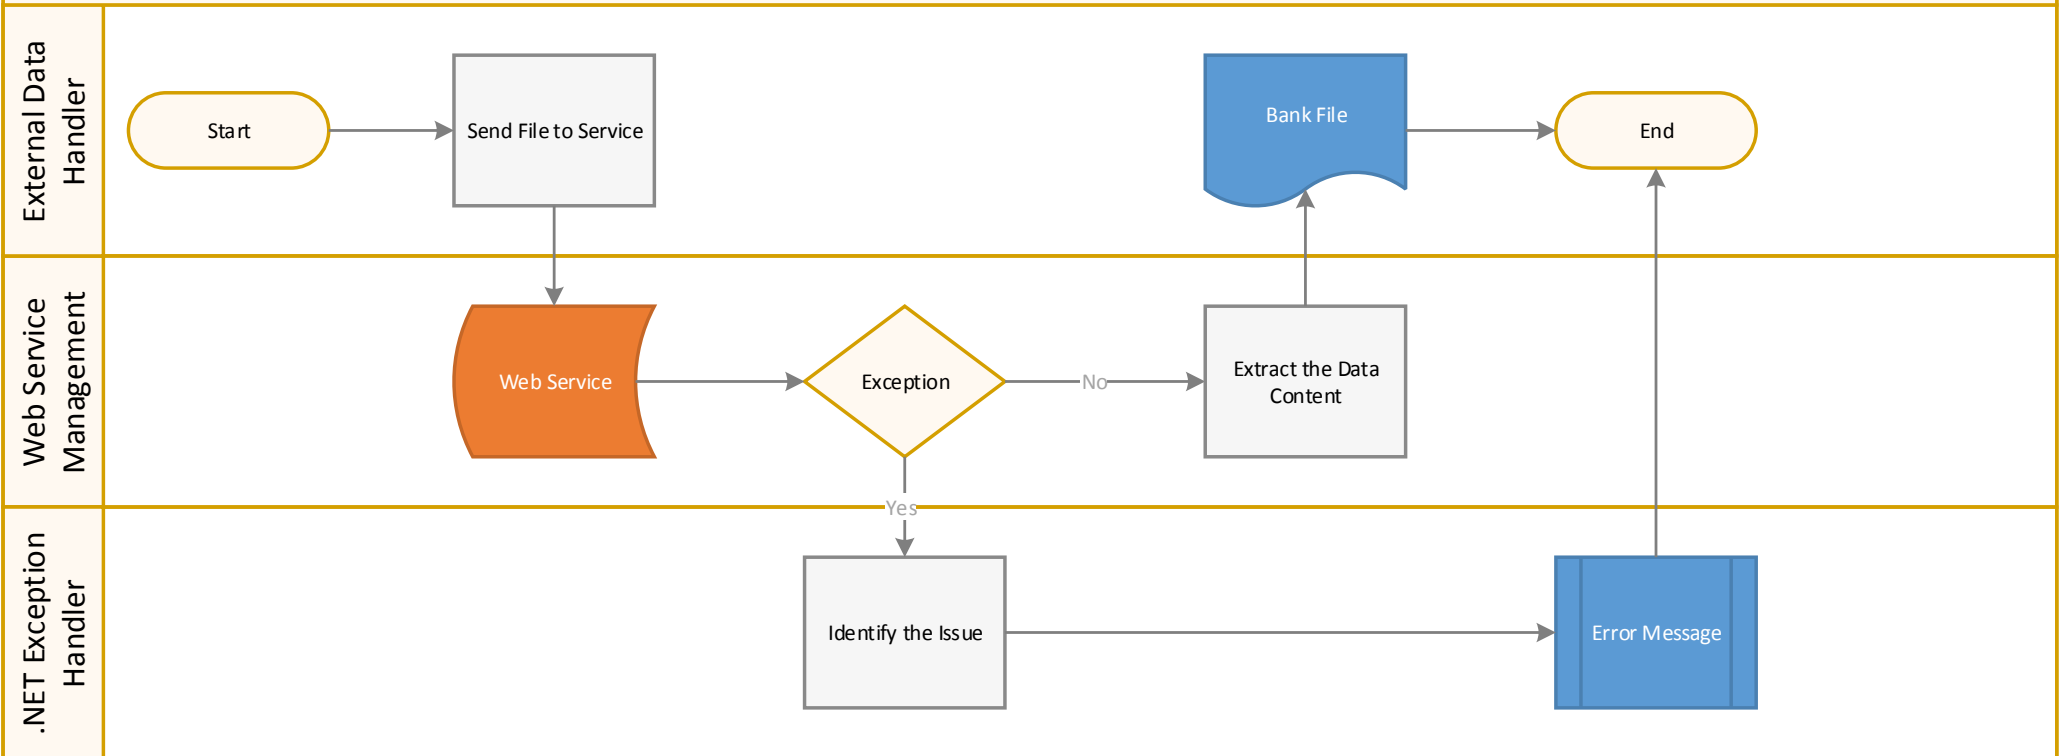 External Data
Handler
Start
Send File to Service
Bank File
End
Web Service
Management
Web Service
Exception
No
Extract the Data
Content
Yes
.NET Exception
Handler
Identify the Issue
Error Message